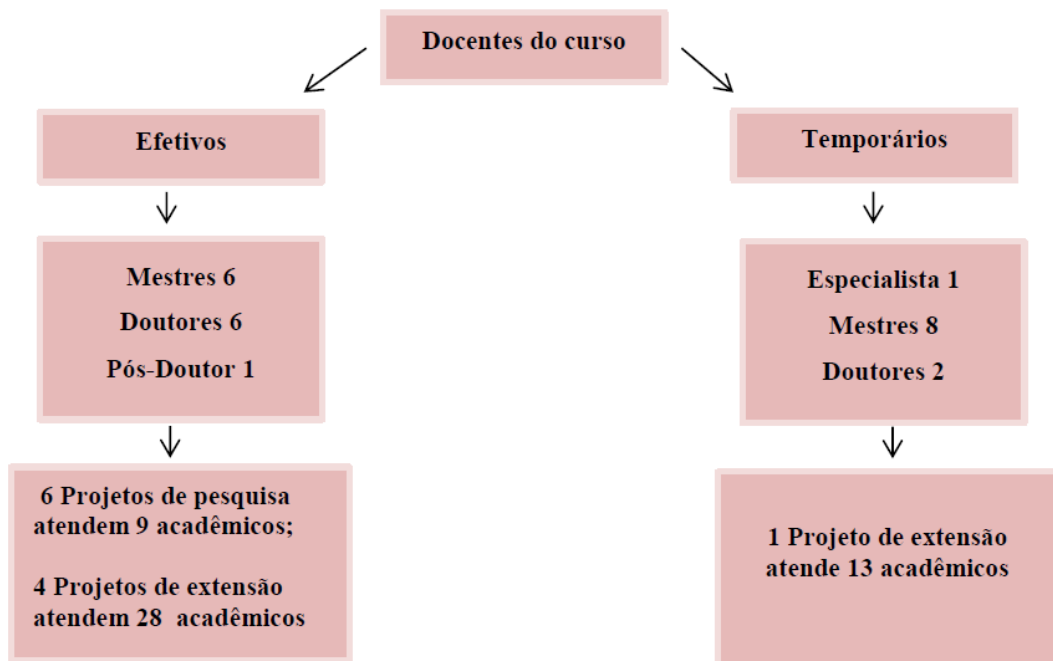 Docentes do curso
Efetivos
Temporários
Mestres 6
Doutores 6
Pós-Doutor 1
Especialista 1
Mestres 8
Doutores 2
6 Projetos de pesquisa
atendem 9 acadêmicos;
4 Projetos de extensão
atendem 28 acadêmicos
1 Projeto de extensão
atende 13 acadêmicos